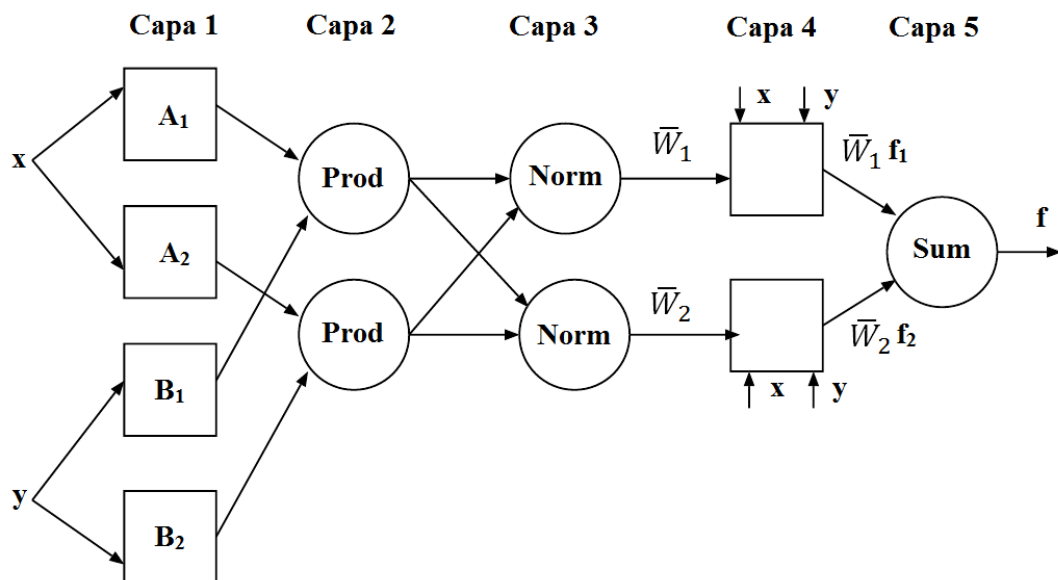 Capa 1 Capa 2 Capa 3 Capa 4 Capa 5
x y
A₁
W̅₁
W̅₁ f₁
x
Prod Norm
f
A₂
Sum
W̅₂
Prod Norm
W̅₂ f₂
B₁
x y
y
B₂